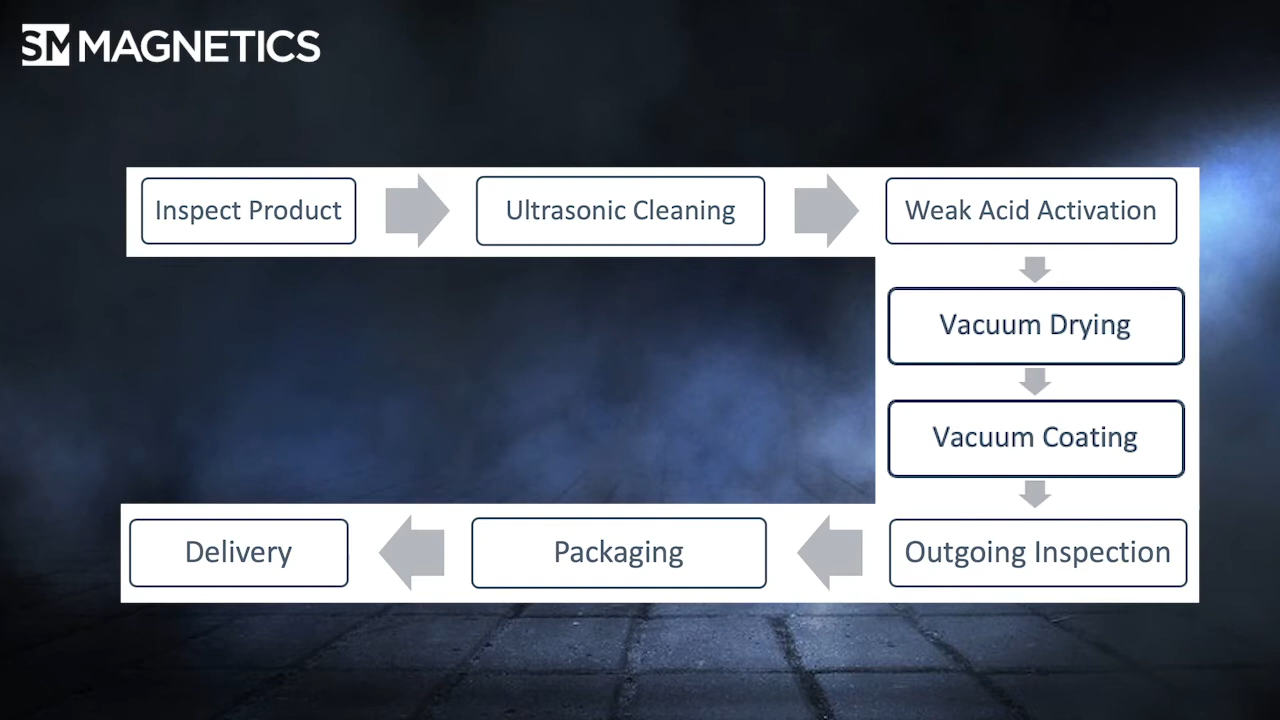 SM MAGNETICS
Inspect Product
Ultrasonic Cleaning
Weak Acid Activation
Vacuum Drying
Vacuum Coating
Outgoing Inspection
Packaging
Delivery